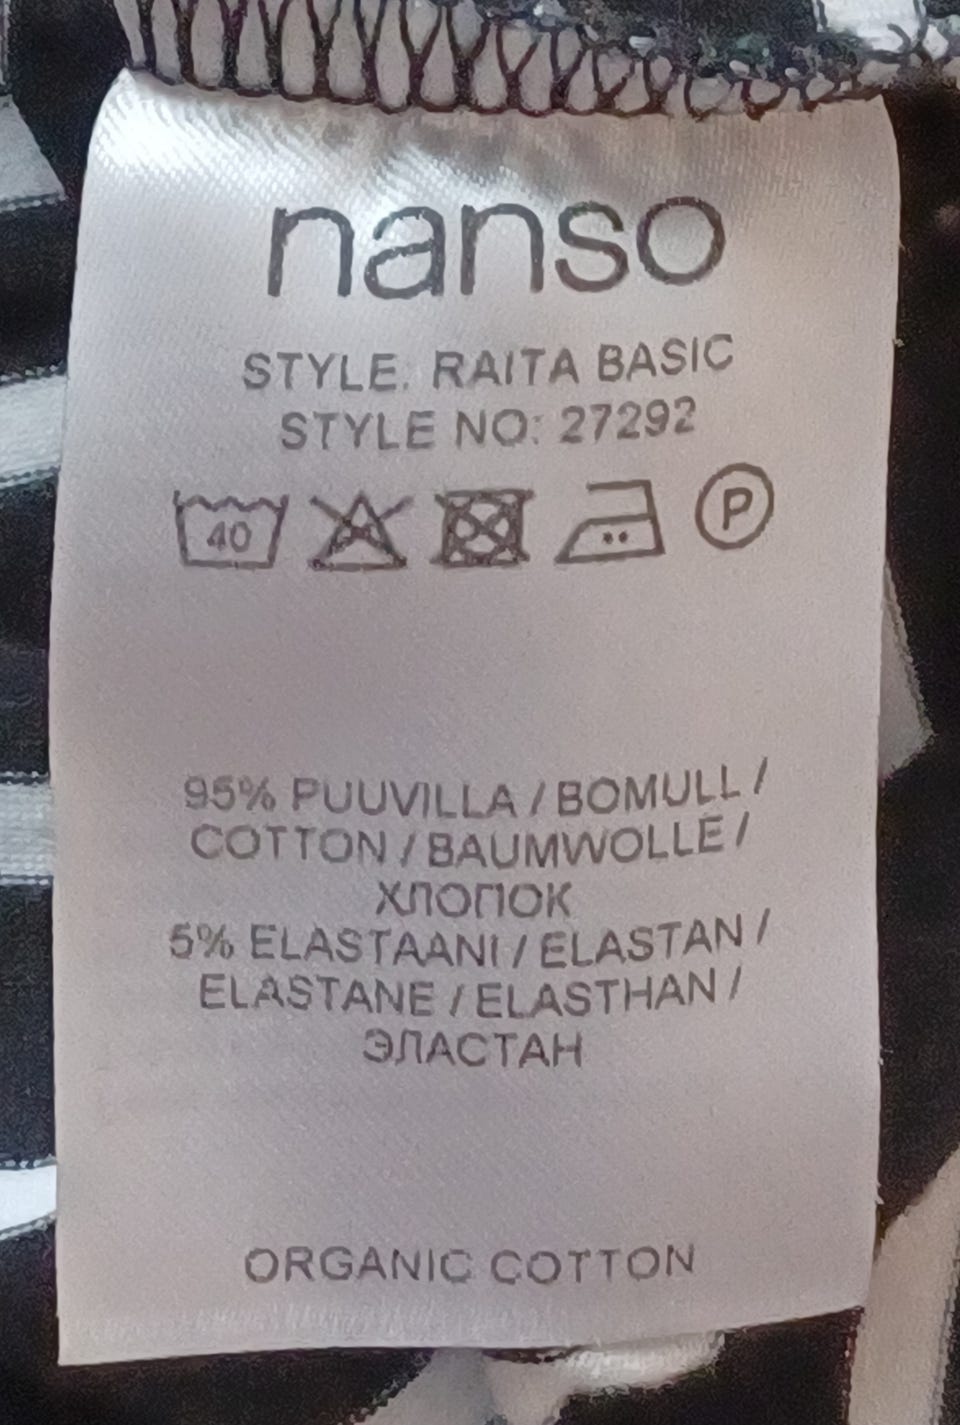 nanso
STYLE: RAITA BASIC
STYLE NO: 27292
40 P
95% PUUVILLA / BOMULL /
COTTON / BAUMWOLLE /
ХЛОПОК
5% ELASTAANI / ELASTAN /
ELASTANE / ELASTHAN /
ЭЛАСТАН
ORGANIC COTTON